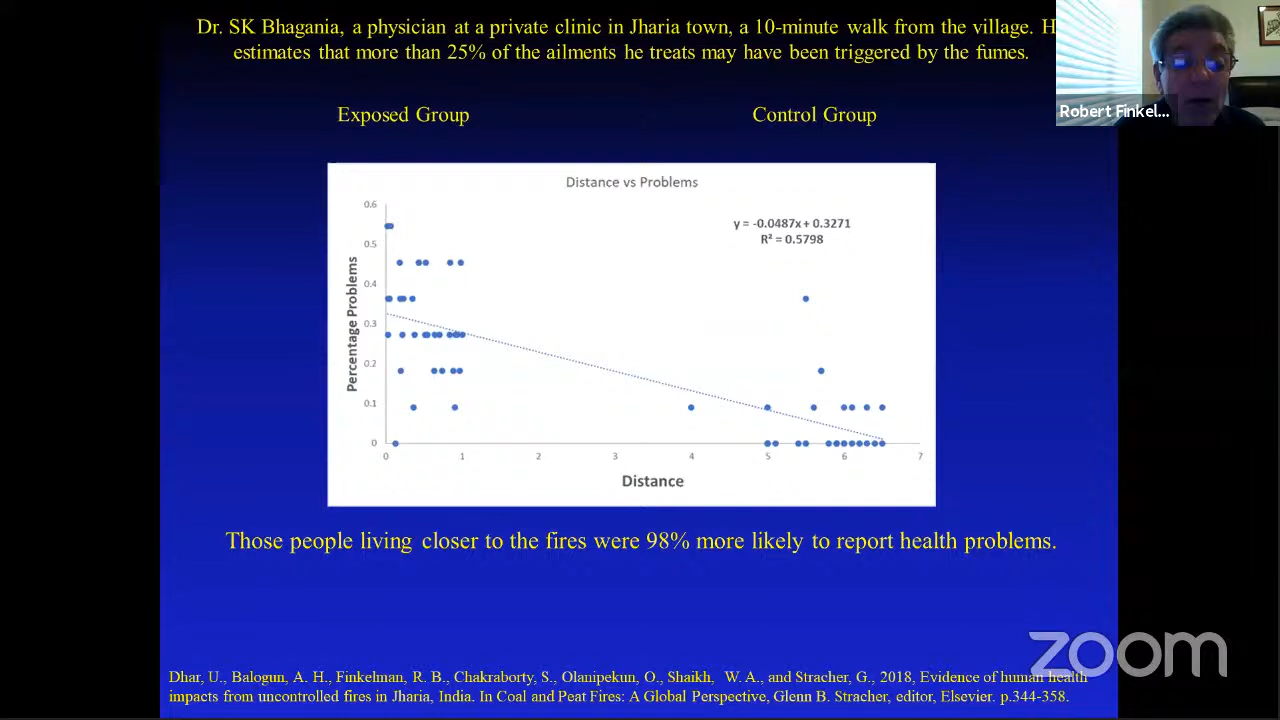 Dr. SK Bhagania, a physician at a private clinic in Jharia town, a 10-minute walk from the village. H
estimates that more than 25% of the ailments he treats may have been triggered by the fumes.
Robert Finkel...
Exposed Group
Control Group
Distance vs Problems
y = -0.0487x + 0.3271
R² = 0.5798
Percentage Problems
0.6
0.5
0.4
0.3
0.2
0.1
0
0 1 2 3 4 5 6 7
Distance
Those people living closer to the fires were 98% more likely to report health problems.
zoom
Dhar, U., Balogun, A. H., Finkelman, R. B., Chakraborty, S., Olanipekun, O., Shaikh, W. A., and Stracher, G., 2018, Evidence of human health
impacts from uncontrolled fires in Jharia, India. In Coal and Peat Fires: A Global Perspective, Glenn B. Stracher, editor, Elsevier. p.344-358.